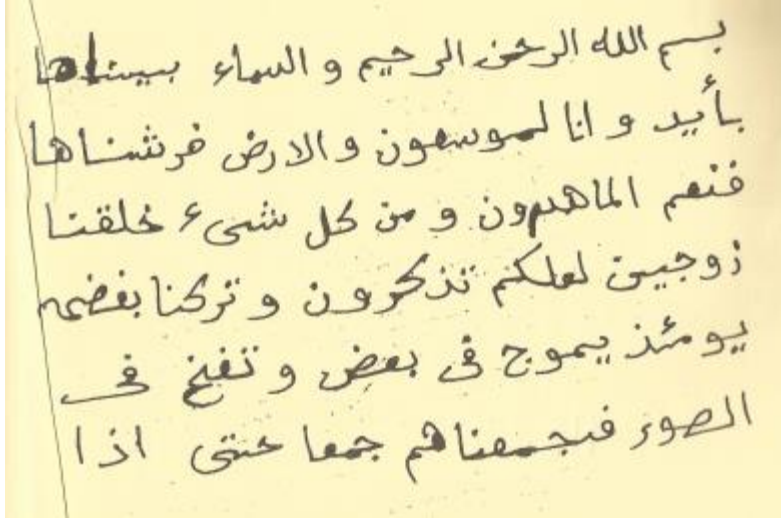 بسم الله الرحمن الرحيم و السماء بنيناها
بأيد و انا لموسعون و الارض فرشناها
فنعم الماهدون و من كل شیء خلقنا
زوجين لعلكم تذكرون و تركنا بعضهم
يومئذ يموج فى بعض و نفخ فى
الصور فجمعناهم جمعا حتى اذا